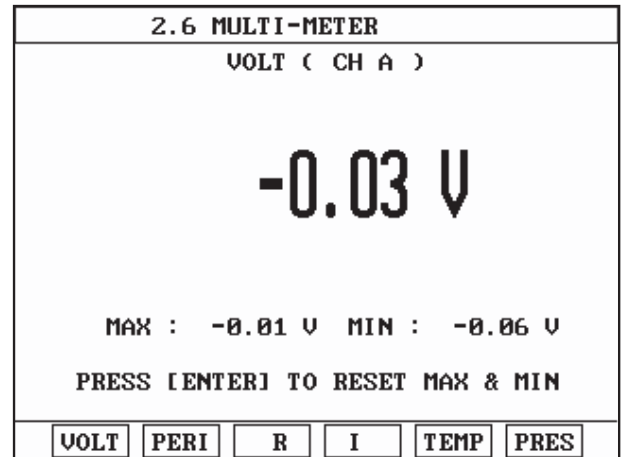 2.6 MULTI-METER
VOLT ( CH A )
-0.03 V
MAX : -0.01 V MIN : -0.06 V
PRESS [ENTER] TO RESET MAX & MIN
VOLT PERI R I TEMP PRES